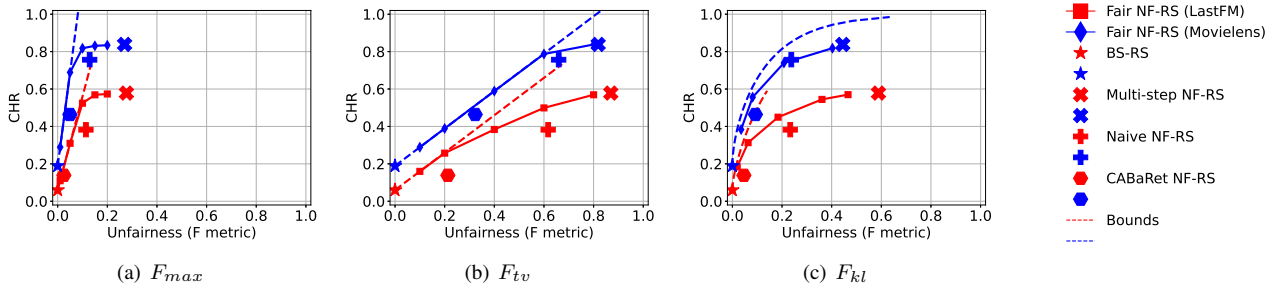 CHR
1.0
0.8
0.6
0.4
0.2
0.0
0.0 0.2 0.4 0.6 0.8 1.0
Unfairness (F metric)
(a) F_max
CHR
1.0
0.8
0.6
0.4
0.2
0.0
0.0 0.2 0.4 0.6 0.8 1.0
Unfairness (F metric)
(b) F_tv
CHR
1.0
0.8
0.6
0.4
0.2
0.0
0.0 0.2 0.4 0.6 0.8 1.0
Unfairness (F metric)
(c) F_kl
Fair NF-RS (LastFM)
Fair NF-RS (Movielens)
BS-RS
Multi-step NF-RS
Naive NF-RS
CABaRet NF-RS
Bounds